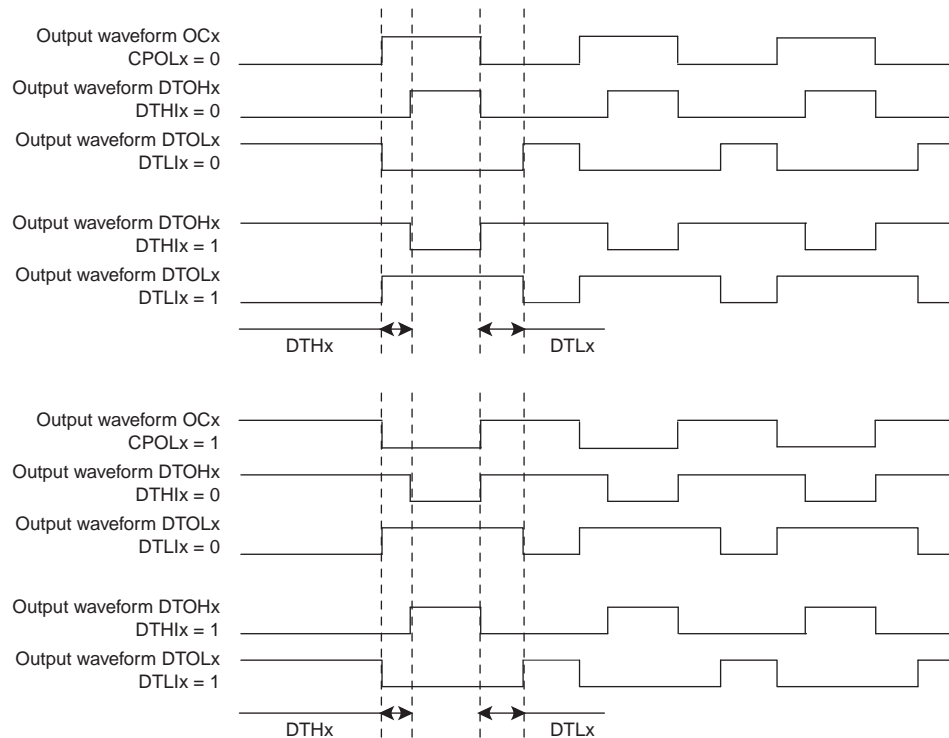 Output waveform OCx
CPOLx = 0
Output waveform DTOHx
DTHIx = 0
Output waveform DTOLx
DTLIx = 0
Output waveform DTOHx
DTHIx = 1
Output waveform DTOLx
DTLIx = 1
DTHx
DTLx
Output waveform OCx
CPOLx = 1
Output waveform DTOHx
DTHIx = 0
Output waveform DTOLx
DTLIx = 0
Output waveform DTOHx
DTHIx = 1
Output waveform DTOLx
DTLIx = 1
DTHx
DTLx